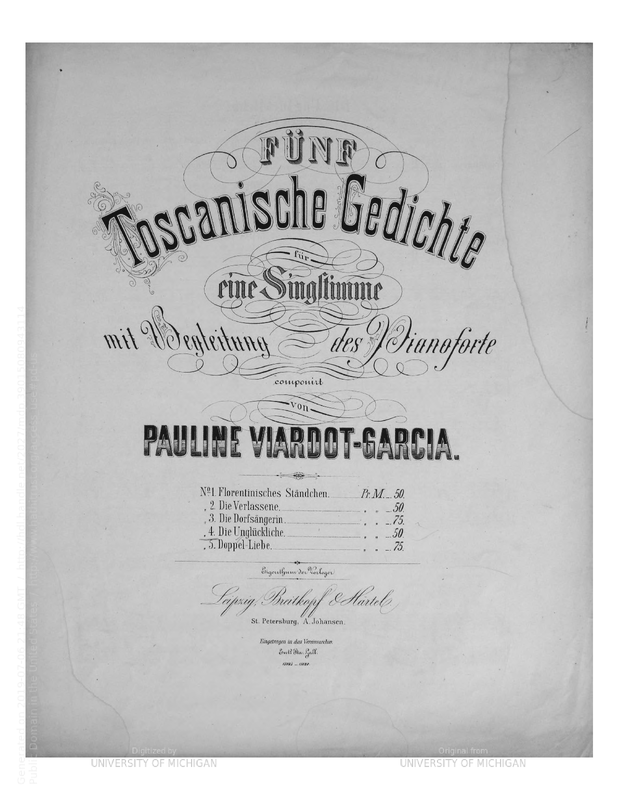 FÜNF
Toscanische Gedichte
für
eine Singstimme
mit Begleitung des Pianoforte
componirt
von
PAULINE VIARDOT-GARCIA.
No 1. Florentinisches Ständchen. Pr. M. _ 50.
„ 2. Die Verlassene. „ „ _ 50.
„ 3. Die Dorfsängerin. „ „ _ 75.
„ 4. Die Unglückliche. „ „ _ 50
„ 5. Doppel-Liebe. „ „ _ 75.
Eigenthum der Verleger
Leipzig, Breitkopf & Härtel
St. Petersburg, A. Johansen.
Eingetragen in das Vereinsarchiv.
Digitized by
UNIVERSITY OF MICHIGAN
Original from
UNIVERSITY OF MICHIGAN